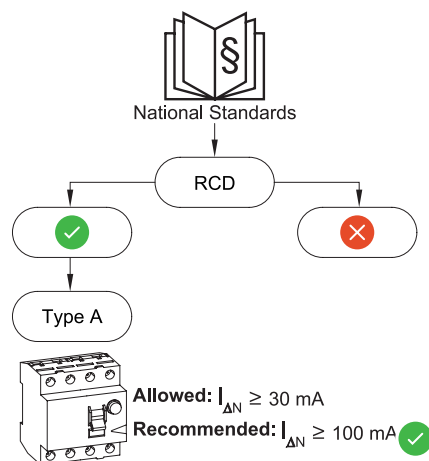 §
National Standards
RCD
Type A
Allowed: IΔN ≥ 30 mA
Recommended: IΔN ≥ 100 mA